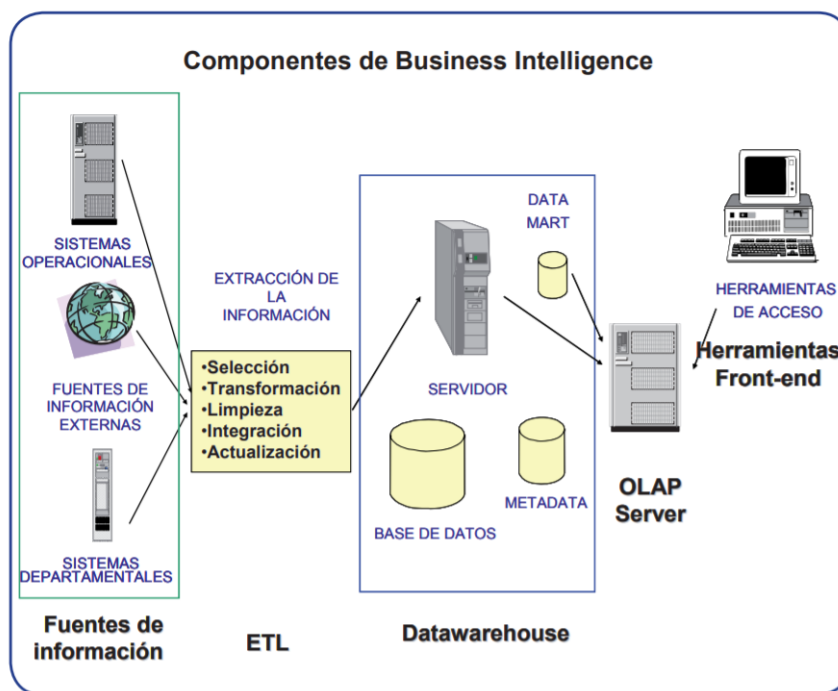 Componentes de Business Intelligence
SISTEMAS
OPERACIONALES
FUENTES DE
INFORMACIÓN
EXTERNAS
SISTEMAS
DEPARTAMENTALES
Fuentes de
información
EXTRACCIÓN DE
LA
INFORMACIÓN
•Selección
•Transformación
•Limpieza
•Integración
•Actualización
ETL
DATA
MART
SERVIDOR
BASE DE DATOS
METADATA
Datawarehouse
OLAP
Server
HERRAMIENTAS
DE ACCESO
Herramientas
Front-end